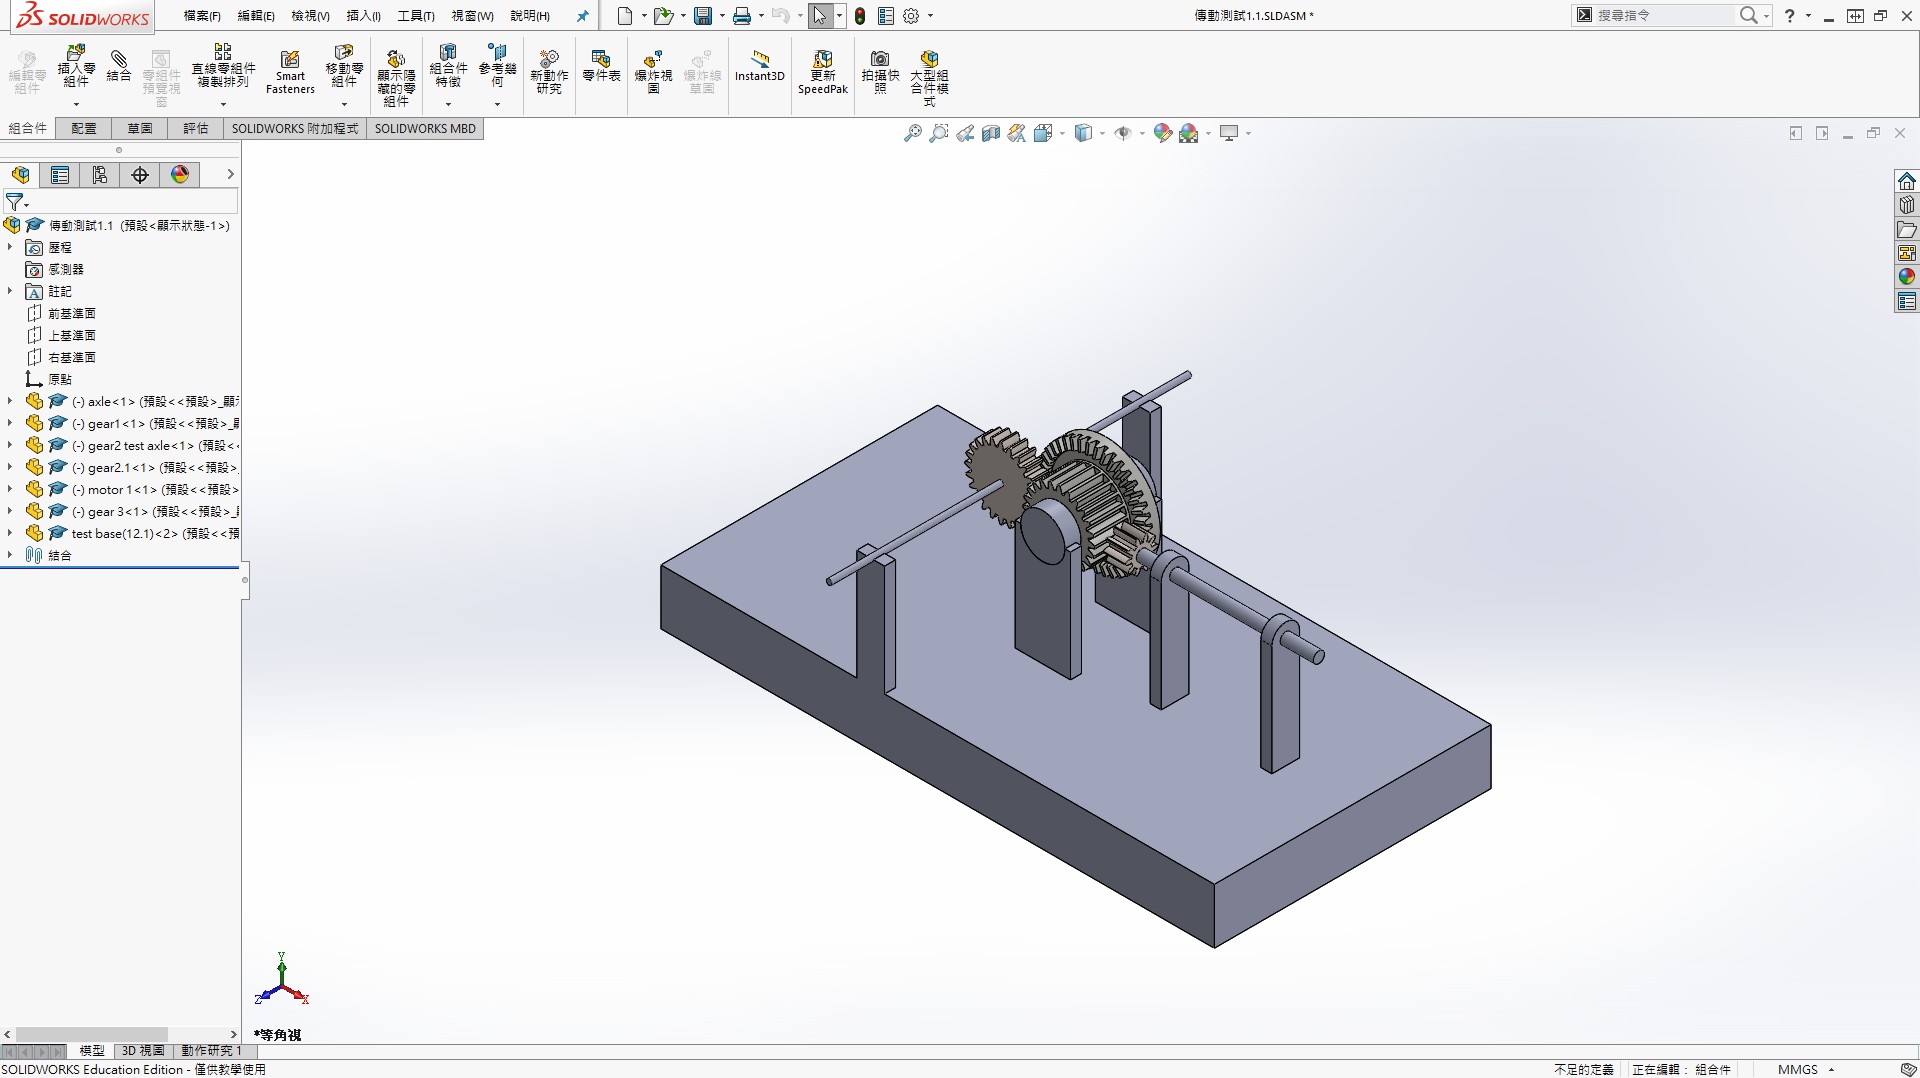 SOLIDWORKS
檔案(F) 編輯(E) 檢視(V) 插入(I) 工具(T) 視窗(W) 說明(H)
傳動測試1.1.SLDASM *
搜尋指令
編輯零組件
插入零組件
結合
零組件預覽視窗
直線零組件複製排列
Smart Fasteners
移動零組件
顯示隱藏的零組件
組合件特徵
參考幾何
新動作研究
零件表
爆炸視圖
爆炸線草圖
Instant3D
更新 SpeedPak
拍攝快照
大型組合件模式
組合件 配置 草圖 評估 SOLIDWORKS 附加程式 SOLIDWORKS MBD
傳動測試1.1 (預設<顯示狀態-1>)
歷程
感測器
註記
前基準面
上基準面
右基準面
原點
(-) axle<1> (預設<<預設>_顯
(-) gear1<1> (預設<<預設>_
(-) gear2 test axle<1> (預設<<
(-) gear2.1<1> (預設<<預設>_
(-) motor 1<1> (預設<<預設>
(-) gear 3<1> (預設<<預設>_
test base(12.1)<2> (預設<<預
結合
Y
Z X
*等角視
模型 3D 視圖 動作研究 1
SOLIDWORKS Education Edition - 僅供教學使用
不足的定義 正在編輯： 組合件 MMGS